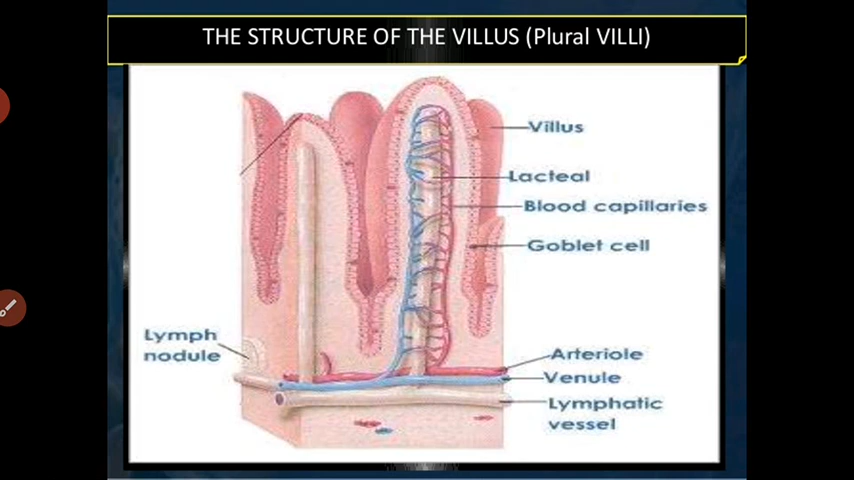 THE STRUCTURE OF THE VILLUS (Plural VILLI)
Villus
Lacteal
Blood capillaries
Goblet cell
Lymph
nodule
Arteriole
Venule
Lymphatic
vessel